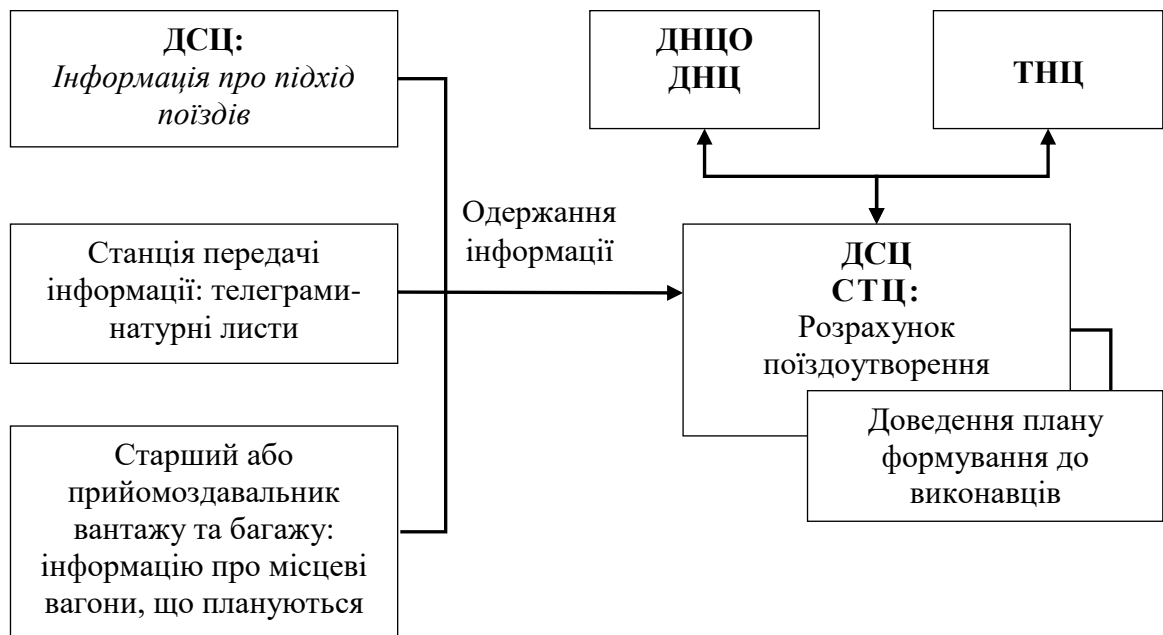 ДСЦ:
Інформація про підхід
поїздів
Станція передачі
інформації: телеграми-
натурні листи
Старший або
прийомоздавальник
вантажу та багажу:
інформацію про місцеві
вагони, що плануються
Одержання
інформації
ДНЦО
ДНЦ
ТНЦ
ДСЦ
СТЦ:
Розрахунок
поїздоутворення
Доведення плану
формування до
виконавців